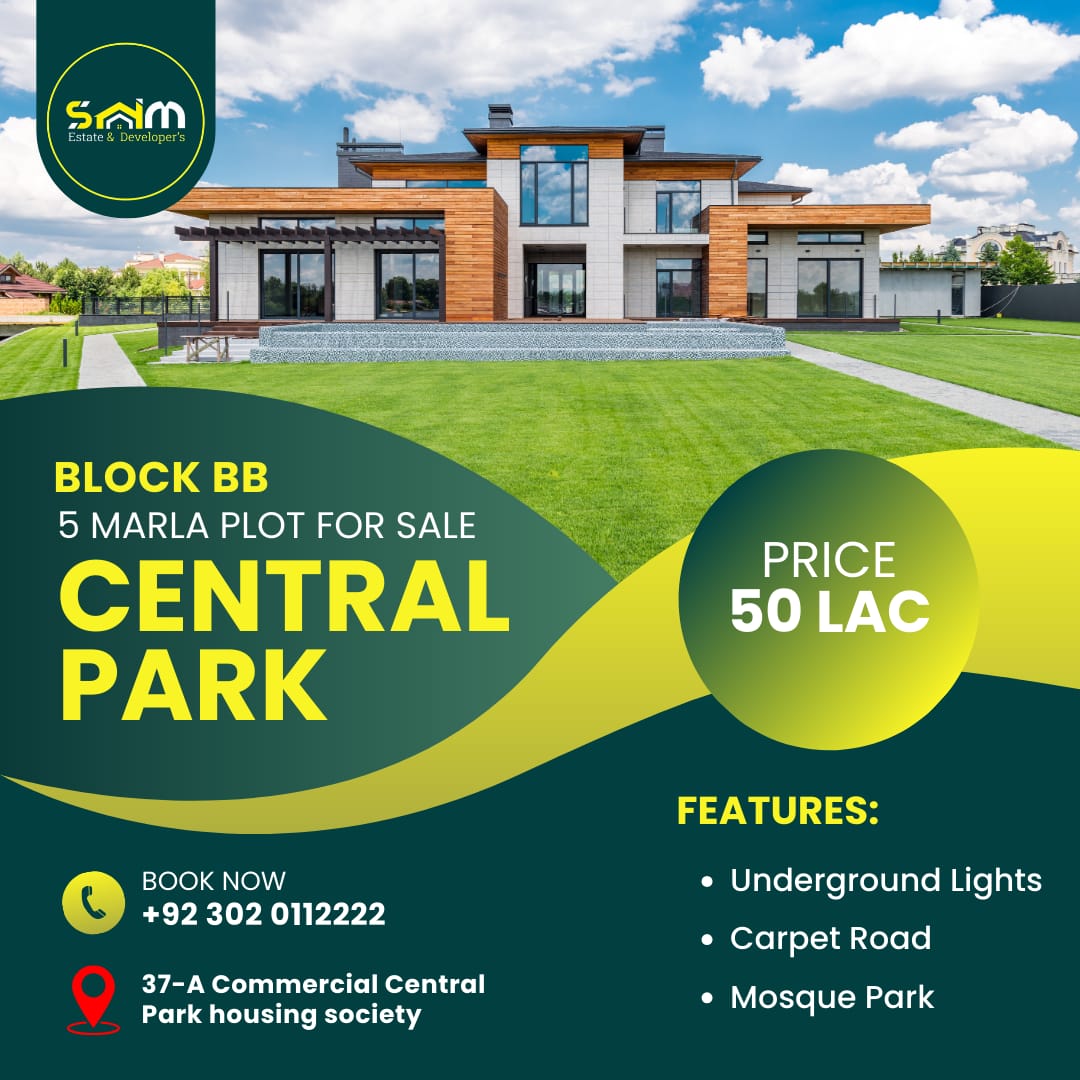 SAIM
Estate & Developer's
BLOCK BB
5 MARLA PLOT FOR SALE
CENTRAL
PARK
PRICE
50 LAC
FEATURES:
• Underground Lights
• Carpet Road
• Mosque Park
BOOK NOW
+92 302 0112222
37-A Commercial Central
Park housing society